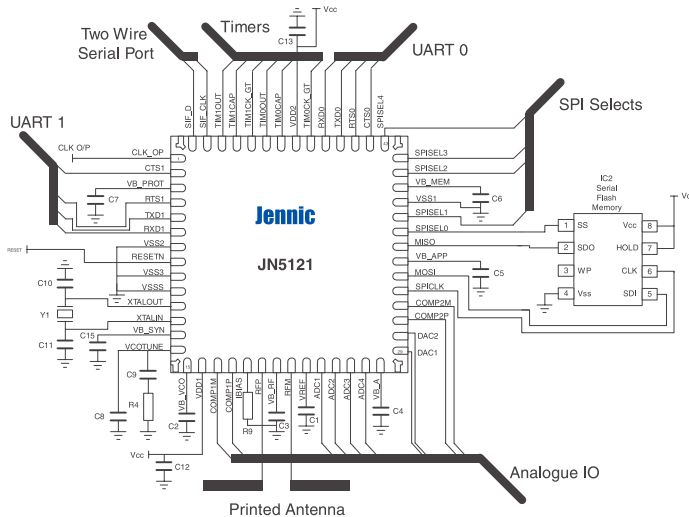 Two Wire
Serial Port
Timers
Vcc
C13
UART 0
SPI Selects
UART 1
SIF_D
SIF_CLK
TIM1OUT
TIM1CAP
TIM1CK_GT
TIM0OUT
TIM0CAP
VDD2
TIM0CK_GT
RXD0
TXD0
RTS0
CTS0
SPISEL4
43
CLK O/P
CLK_OP
1
CTS1
VB_PROT
C7
RTS1
TXD1
RXD1
VSS2
RESET
RESETN
VSS3
VSSS
C10
XTALOUT
Y1
XTALIN
C11
C15
VB_SYN
VCOTUNE
C9
R4
C8
Jennic
JN5121
SPISEL3
SPISEL2
VB_MEM
C6
VSS1
SPISEL1
SPISEL0
MISO
VB_APP
C5
MOSI
SPICLK
COMP2M
COMP2P
DAC2
29
DAC1
IC2
Serial
Flash
Memory
Vcc
1 SS Vcc 8
2 SDO HOLD 7
3 WP CLK 6
4 Vss SDI 5
15
VB_VCO
VDD1
COMP1M
COMP1P
IBIAS
RFP
VB_RF
RFM
VREF
ADC1
ADC2
ADC3
ADC4
VB_A
C2
R9
C3
C1
C4
Vcc
C12
Analogue IO
Printed Antenna